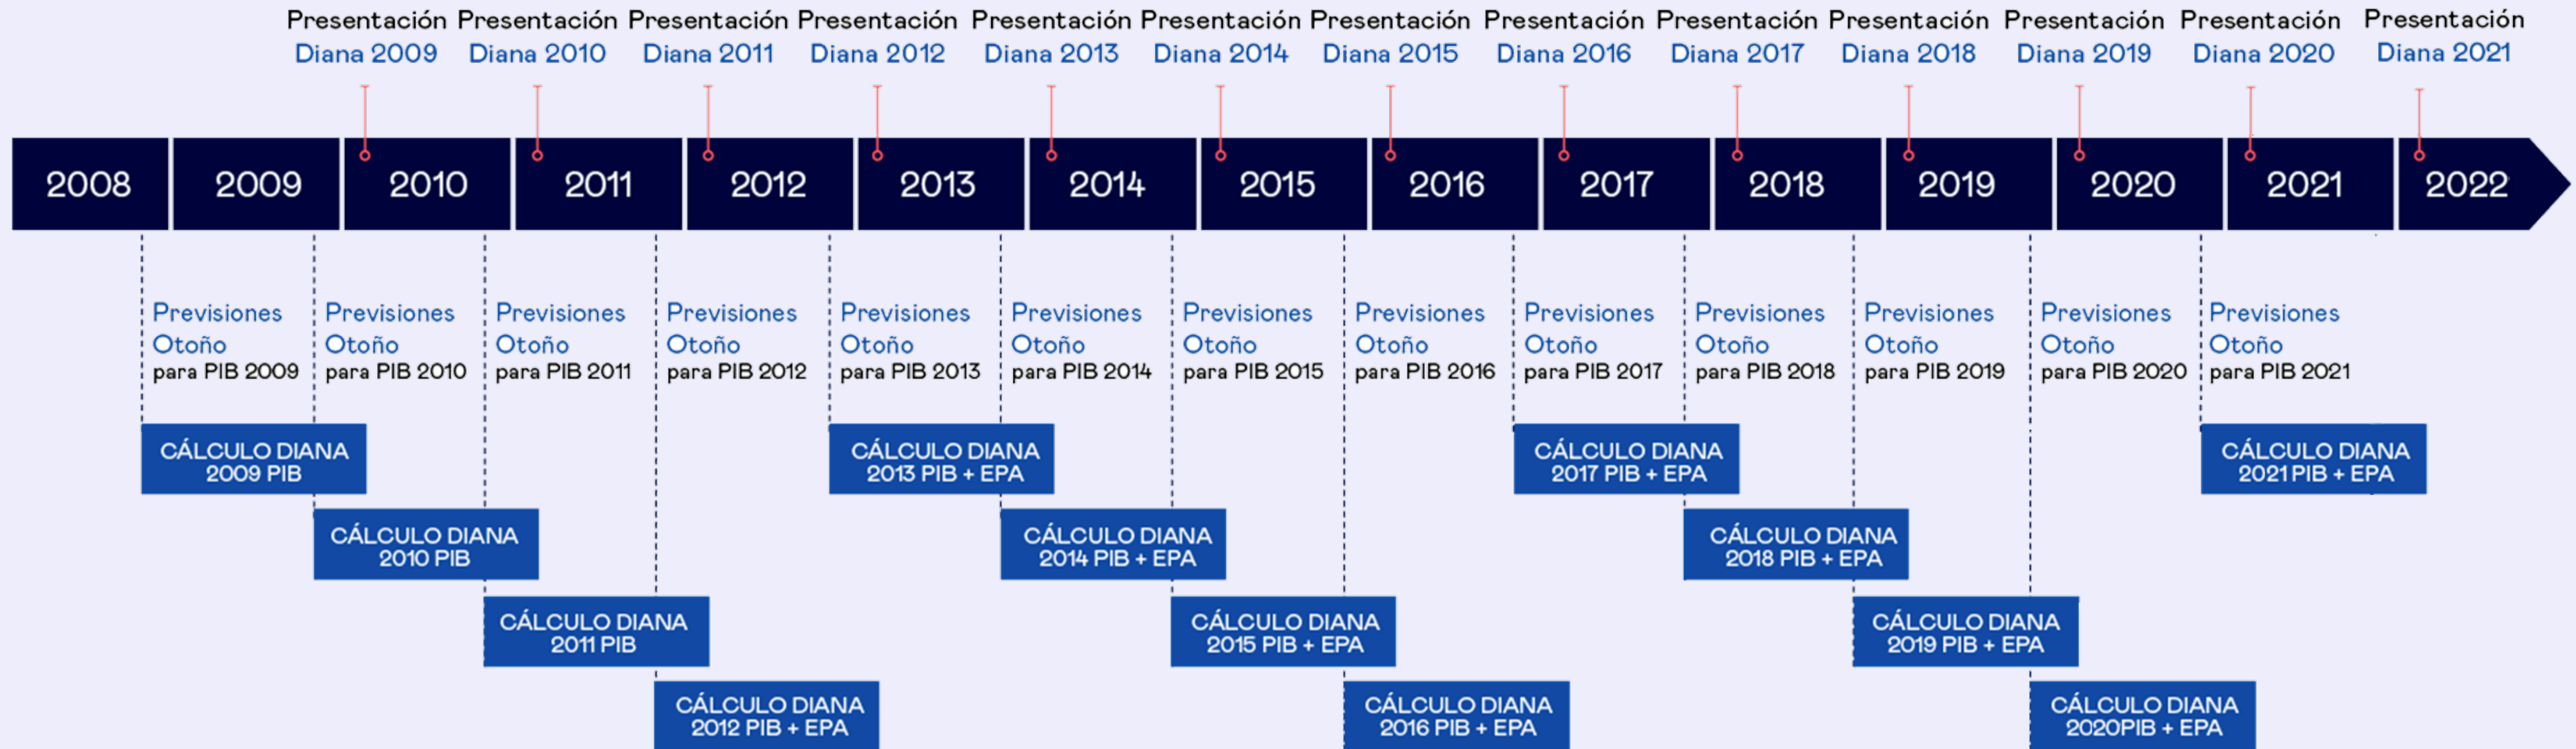 Presentación
Diana 2009
Presentación
Diana 2010
Presentación
Diana 2011
Presentación
Diana 2012
Presentación
Diana 2013
Presentación
Diana 2014
Presentación
Diana 2015
Presentación
Diana 2016
Presentación
Diana 2017
Presentación
Diana 2018
Presentación
Diana 2019
Presentación
Diana 2020
Presentación
Diana 2021
2008
2009
2010
2011
2012
2013
2014
2015
2016
2017
2018
2019
2020
2021
2022
Previsiones
Otoño
para PIB 2009
Previsiones
Otoño
para PIB 2010
Previsiones
Otoño
para PIB 2011
Previsiones
Otoño
para PIB 2012
Previsiones
Otoño
para PIB 2013
Previsiones
Otoño
para PIB 2014
Previsiones
Otoño
para PIB 2015
Previsiones
Otoño
para PIB 2016
Previsiones
Otoño
para PIB 2017
Previsiones
Otoño
para PIB 2018
Previsiones
Otoño
para PIB 2019
Previsiones
Otoño
para PIB 2020
Previsiones
Otoño
para PIB 2021
CÁLCULO DIANA
2009 PIB
CÁLCULO DIANA
2013 PIB + EPA
CÁLCULO DIANA
2017 PIB + EPA
CÁLCULO DIANA
2021 PIB + EPA
CÁLCULO DIANA
2010 PIB
CÁLCULO DIANA
2014 PIB + EPA
CÁLCULO DIANA
2018 PIB + EPA
CÁLCULO DIANA
2011 PIB
CÁLCULO DIANA
2015 PIB + EPA
CÁLCULO DIANA
2019 PIB + EPA
CÁLCULO DIANA
2012 PIB + EPA
CÁLCULO DIANA
2016 PIB + EPA
CÁLCULO DIANA
2020PIB + EPA